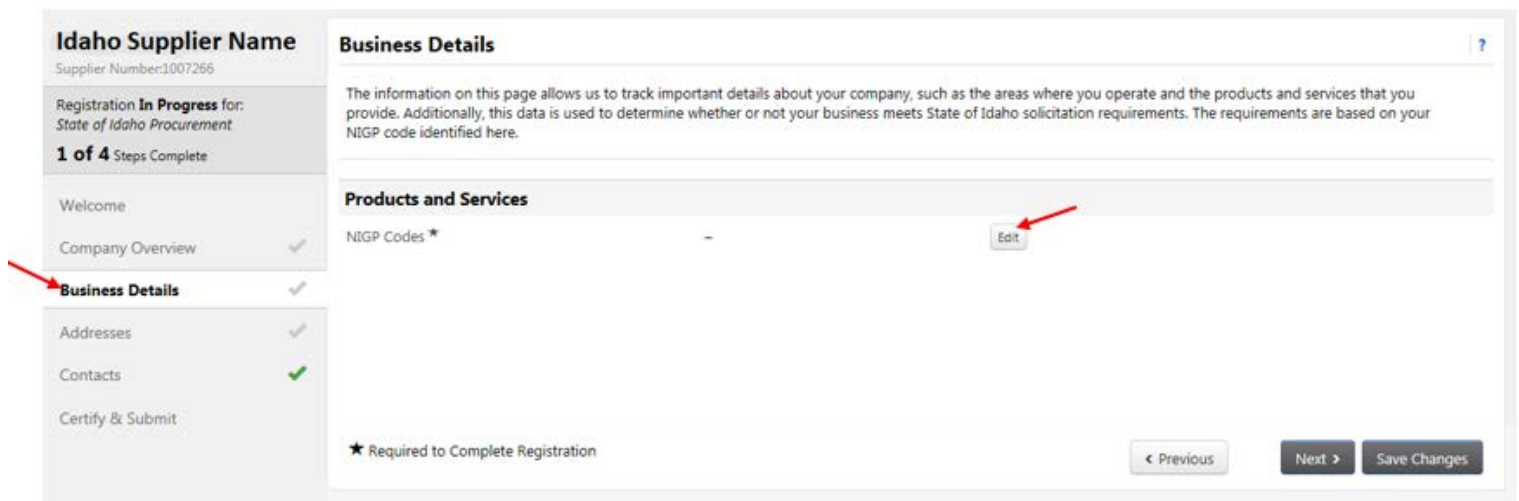 Idaho Supplier Name
Supplier Number:1007266
Registration In Progress for:
State of Idaho Procurement
1 of 4 Steps Complete
Welcome
Company Overview
Business Details
Addresses
Contacts
Certify & Submit
Business Details
?
The information on this page allows us to track important details about your company, such as the areas where you operate and the products and services that you
provide. Additionally, this data is used to determine whether or not your business meets State of Idaho solicitation requirements. The requirements are based on your
NIGP code identified here.
Products and Services
NIGP Codes ★ – Edit
★ Required to Complete Registration
‹ Previous Next › Save Changes